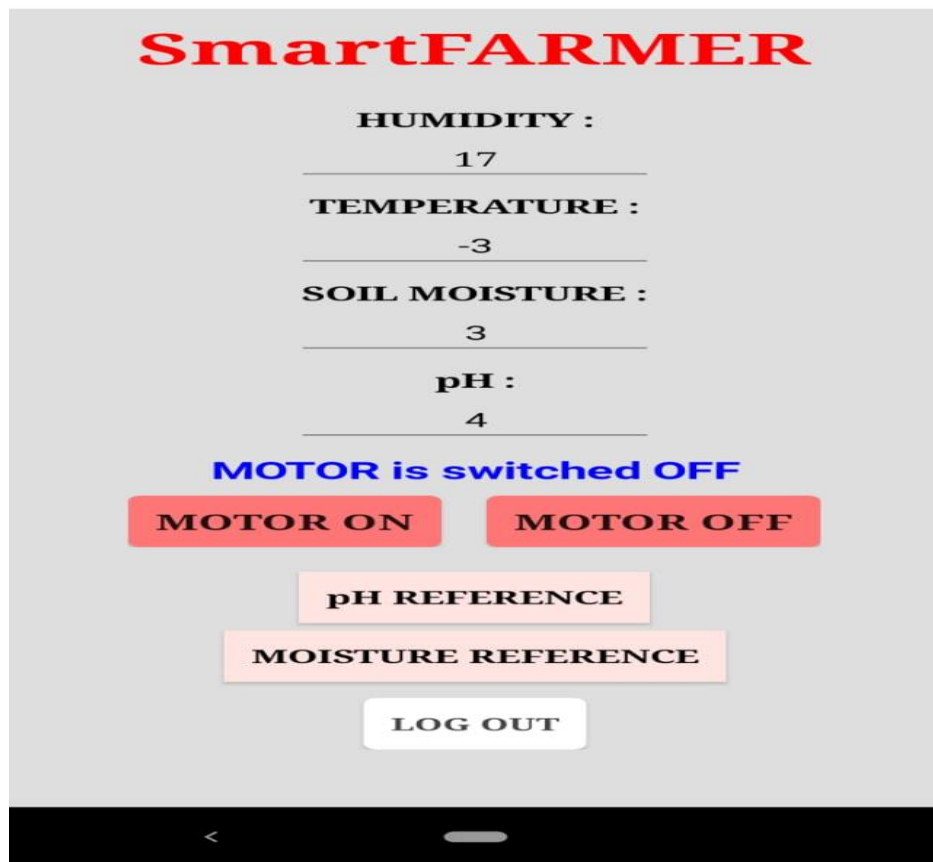 SmartFARMER
HUMIDITY :
17
TEMPERATURE :
-3
SOIL MOISTURE :
3
pH :
4
MOTOR is switched OFF
MOTOR ON MOTOR OFF
pH REFERENCE
MOISTURE REFERENCE
LOG OUT